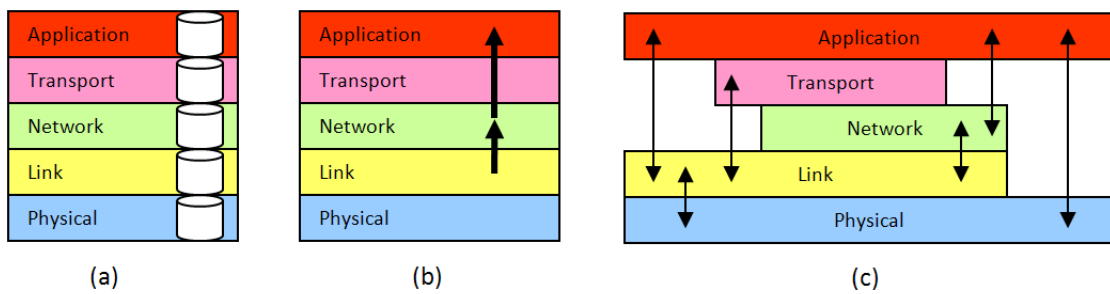 Application
Transport
Network
Link
Physical
(a)
Application
Transport
Network
Link
Physical
(b)
Application
Transport
Network
Link
Physical
(c)